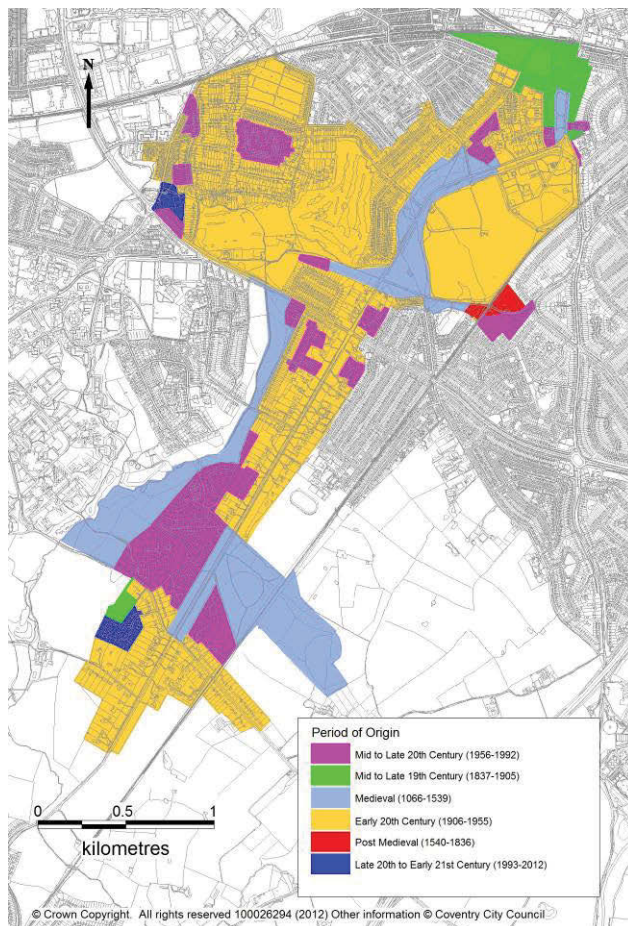 N
Period of Origin
Mid to Late 20th Century (1956-1992)
Mid to Late 19th Century (1837-1905)
Medieval (1066-1539)
Early 20th Century (1906-1955)
Post Medieval (1540-1836)
Late 20th to Early 21st Century (1993-2012)
0 0.5 1
kilometres
© Crown Copyright. All rights reserved 100026294 (2012) Other information © Coventry City Council